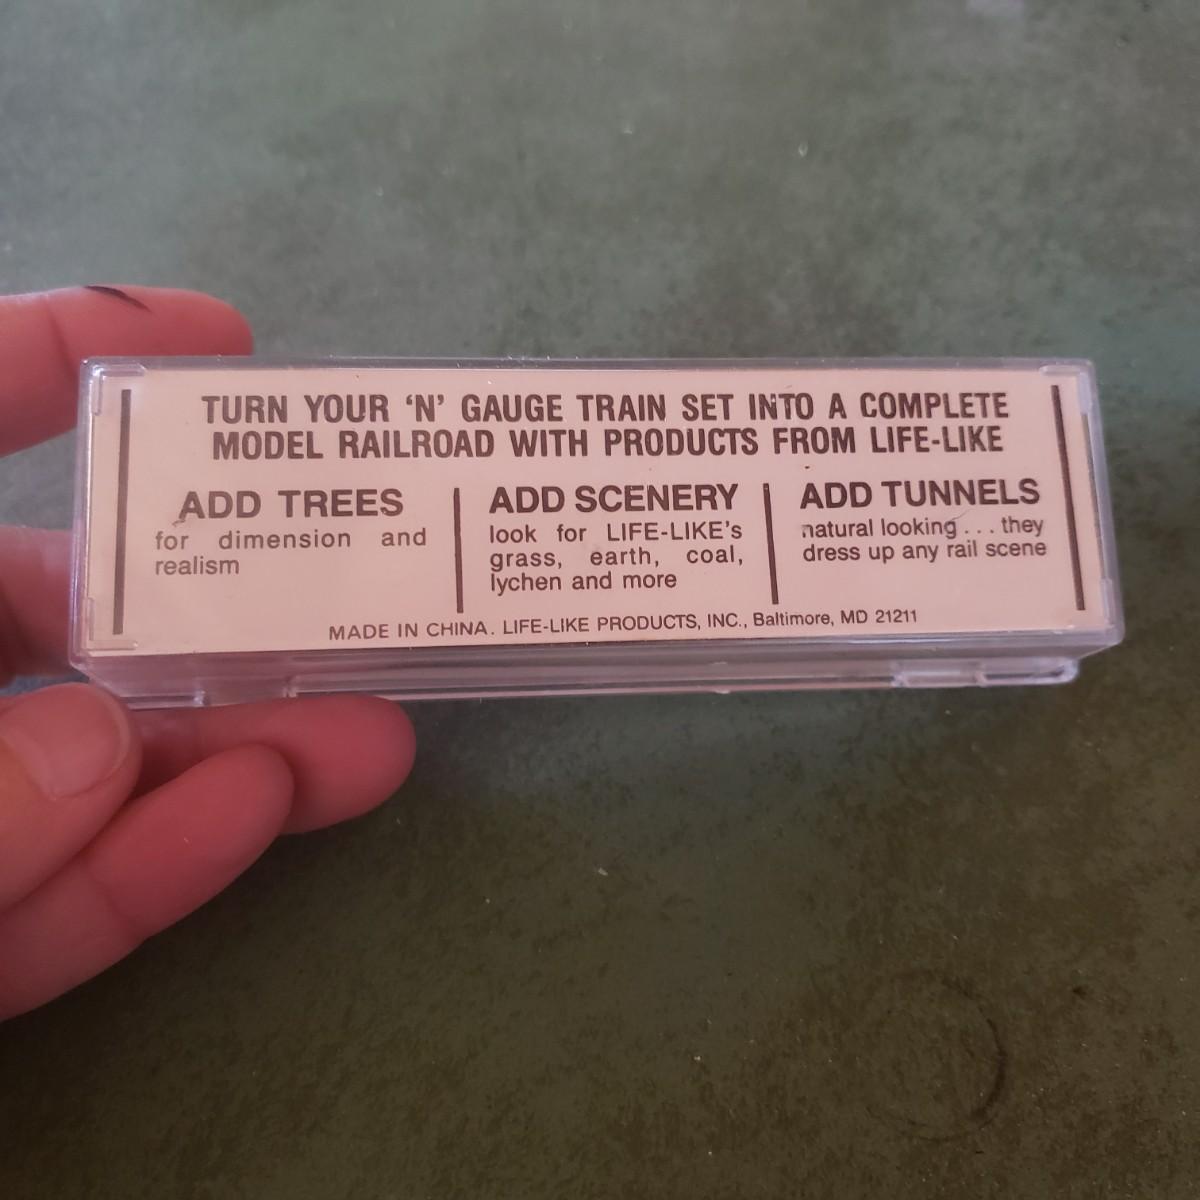 TURN YOUR ‘N’ GAUGE TRAIN SET INTO A COMPLETE
MODEL RAILROAD WITH PRODUCTS FROM LIFE-LIKE
ADD TREES
for dimension and
realism
ADD SCENERY
look for LIFE-LIKE’s
grass, earth, coal,
lychen and more
ADD TUNNELS
natural looking . . . they
dress up any rail scene
MADE IN CHINA. LIFE-LIKE PRODUCTS, INC., Baltimore, MD 21211